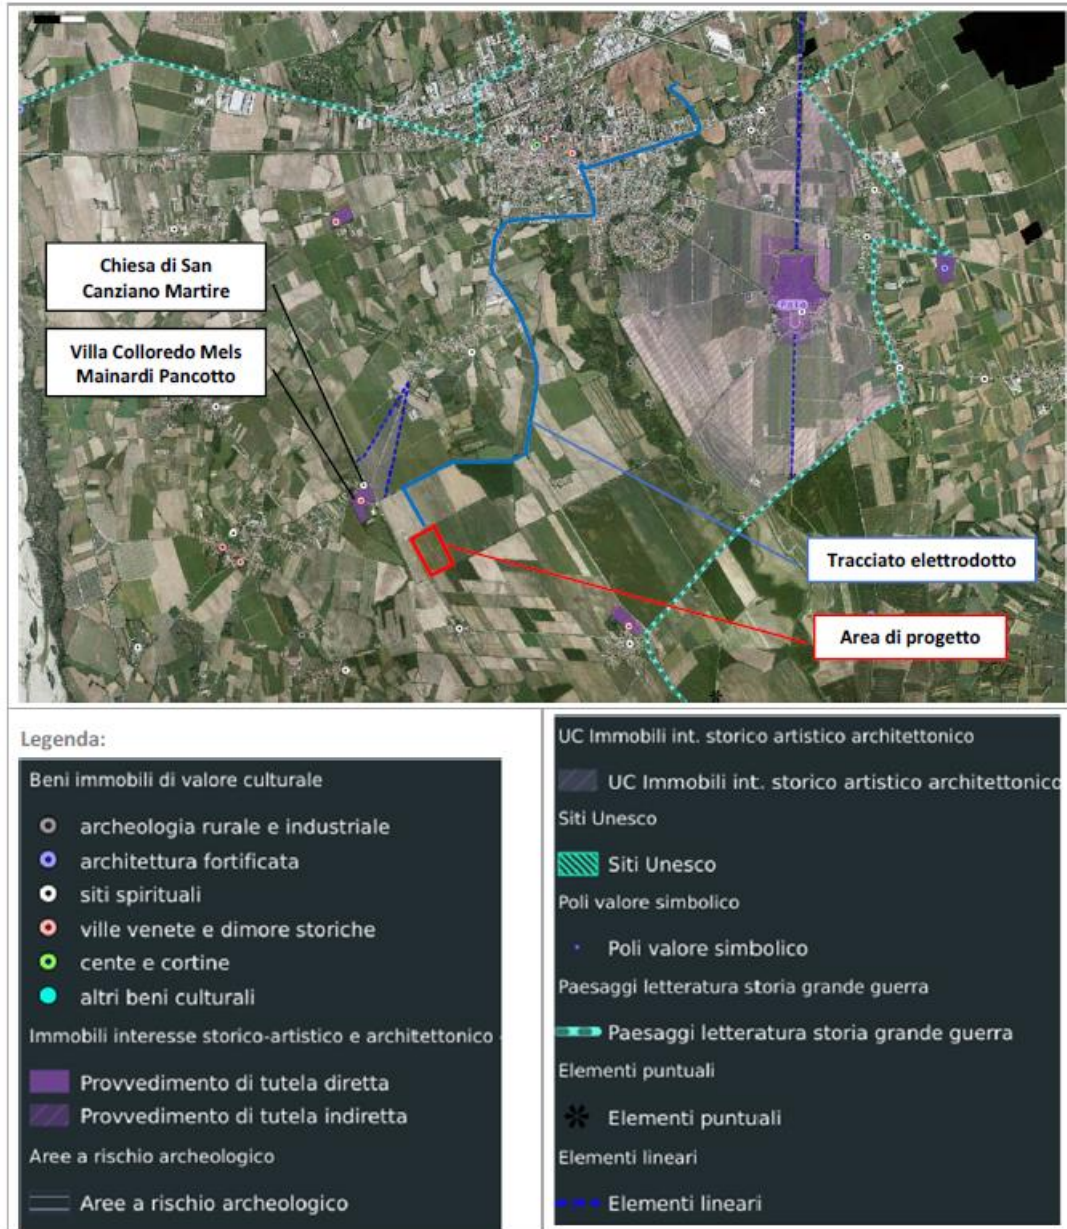 Chiesa di San
Canziano Martire
Villa Colloredo Mels
Mainardi Pancotto
Tracciato elettrodotto
Area di progetto
Legenda:
Beni immobili di valore culturale
archeologia rurale e industriale
architettura fortificata
siti spirituali
ville venete e dimore storiche
cente e cortine
altri beni culturali
Immobili interesse storico-artistico e architettonico
Provvedimento di tutela diretta
Provvedimento di tutela indiretta
Aree a rischio archeologico
Aree a rischio archeologico
UC Immobili int. storico artistico architettonico
UC Immobili int. storico artistico architettonico
Siti Unesco
Siti Unesco
Poli valore simbolico
Poli valore simbolico
Paesaggi letteratura storia grande guerra
Paesaggi letteratura storia grande guerra
Elementi puntuali
Elementi puntuali
Elementi lineari
Elementi lineari